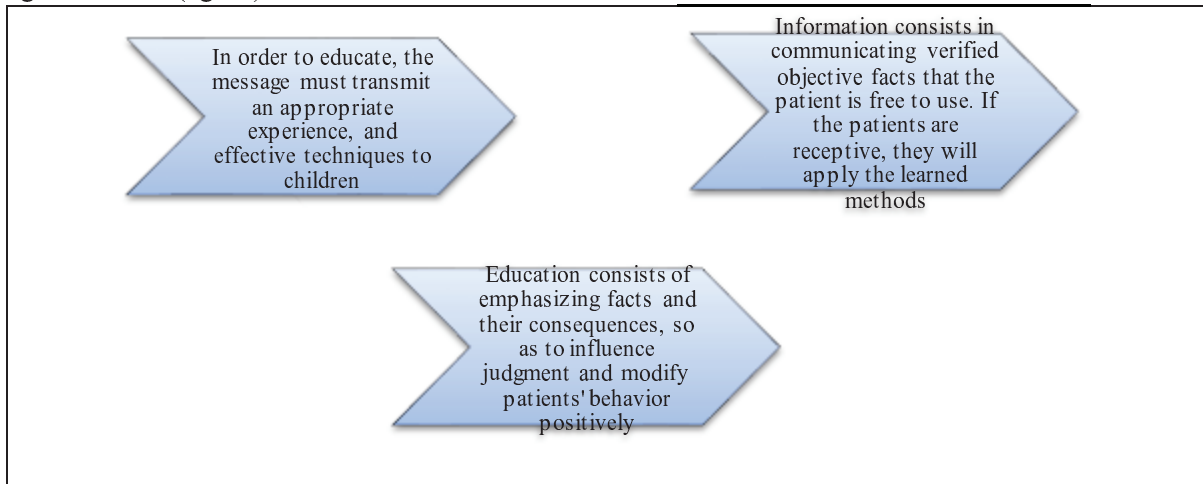 In order to educate, the
message must transmit
an appropriate
experience, and
effective techniques to
children
Information consists in
communicating verified
objective facts that the
patient is free to use. If
the patients are
receptive, they will
apply the learned
methods
Education consists of
emphasizing facts and
their consequences, so
as to influence
judgment and modify
patients' behavior
positively